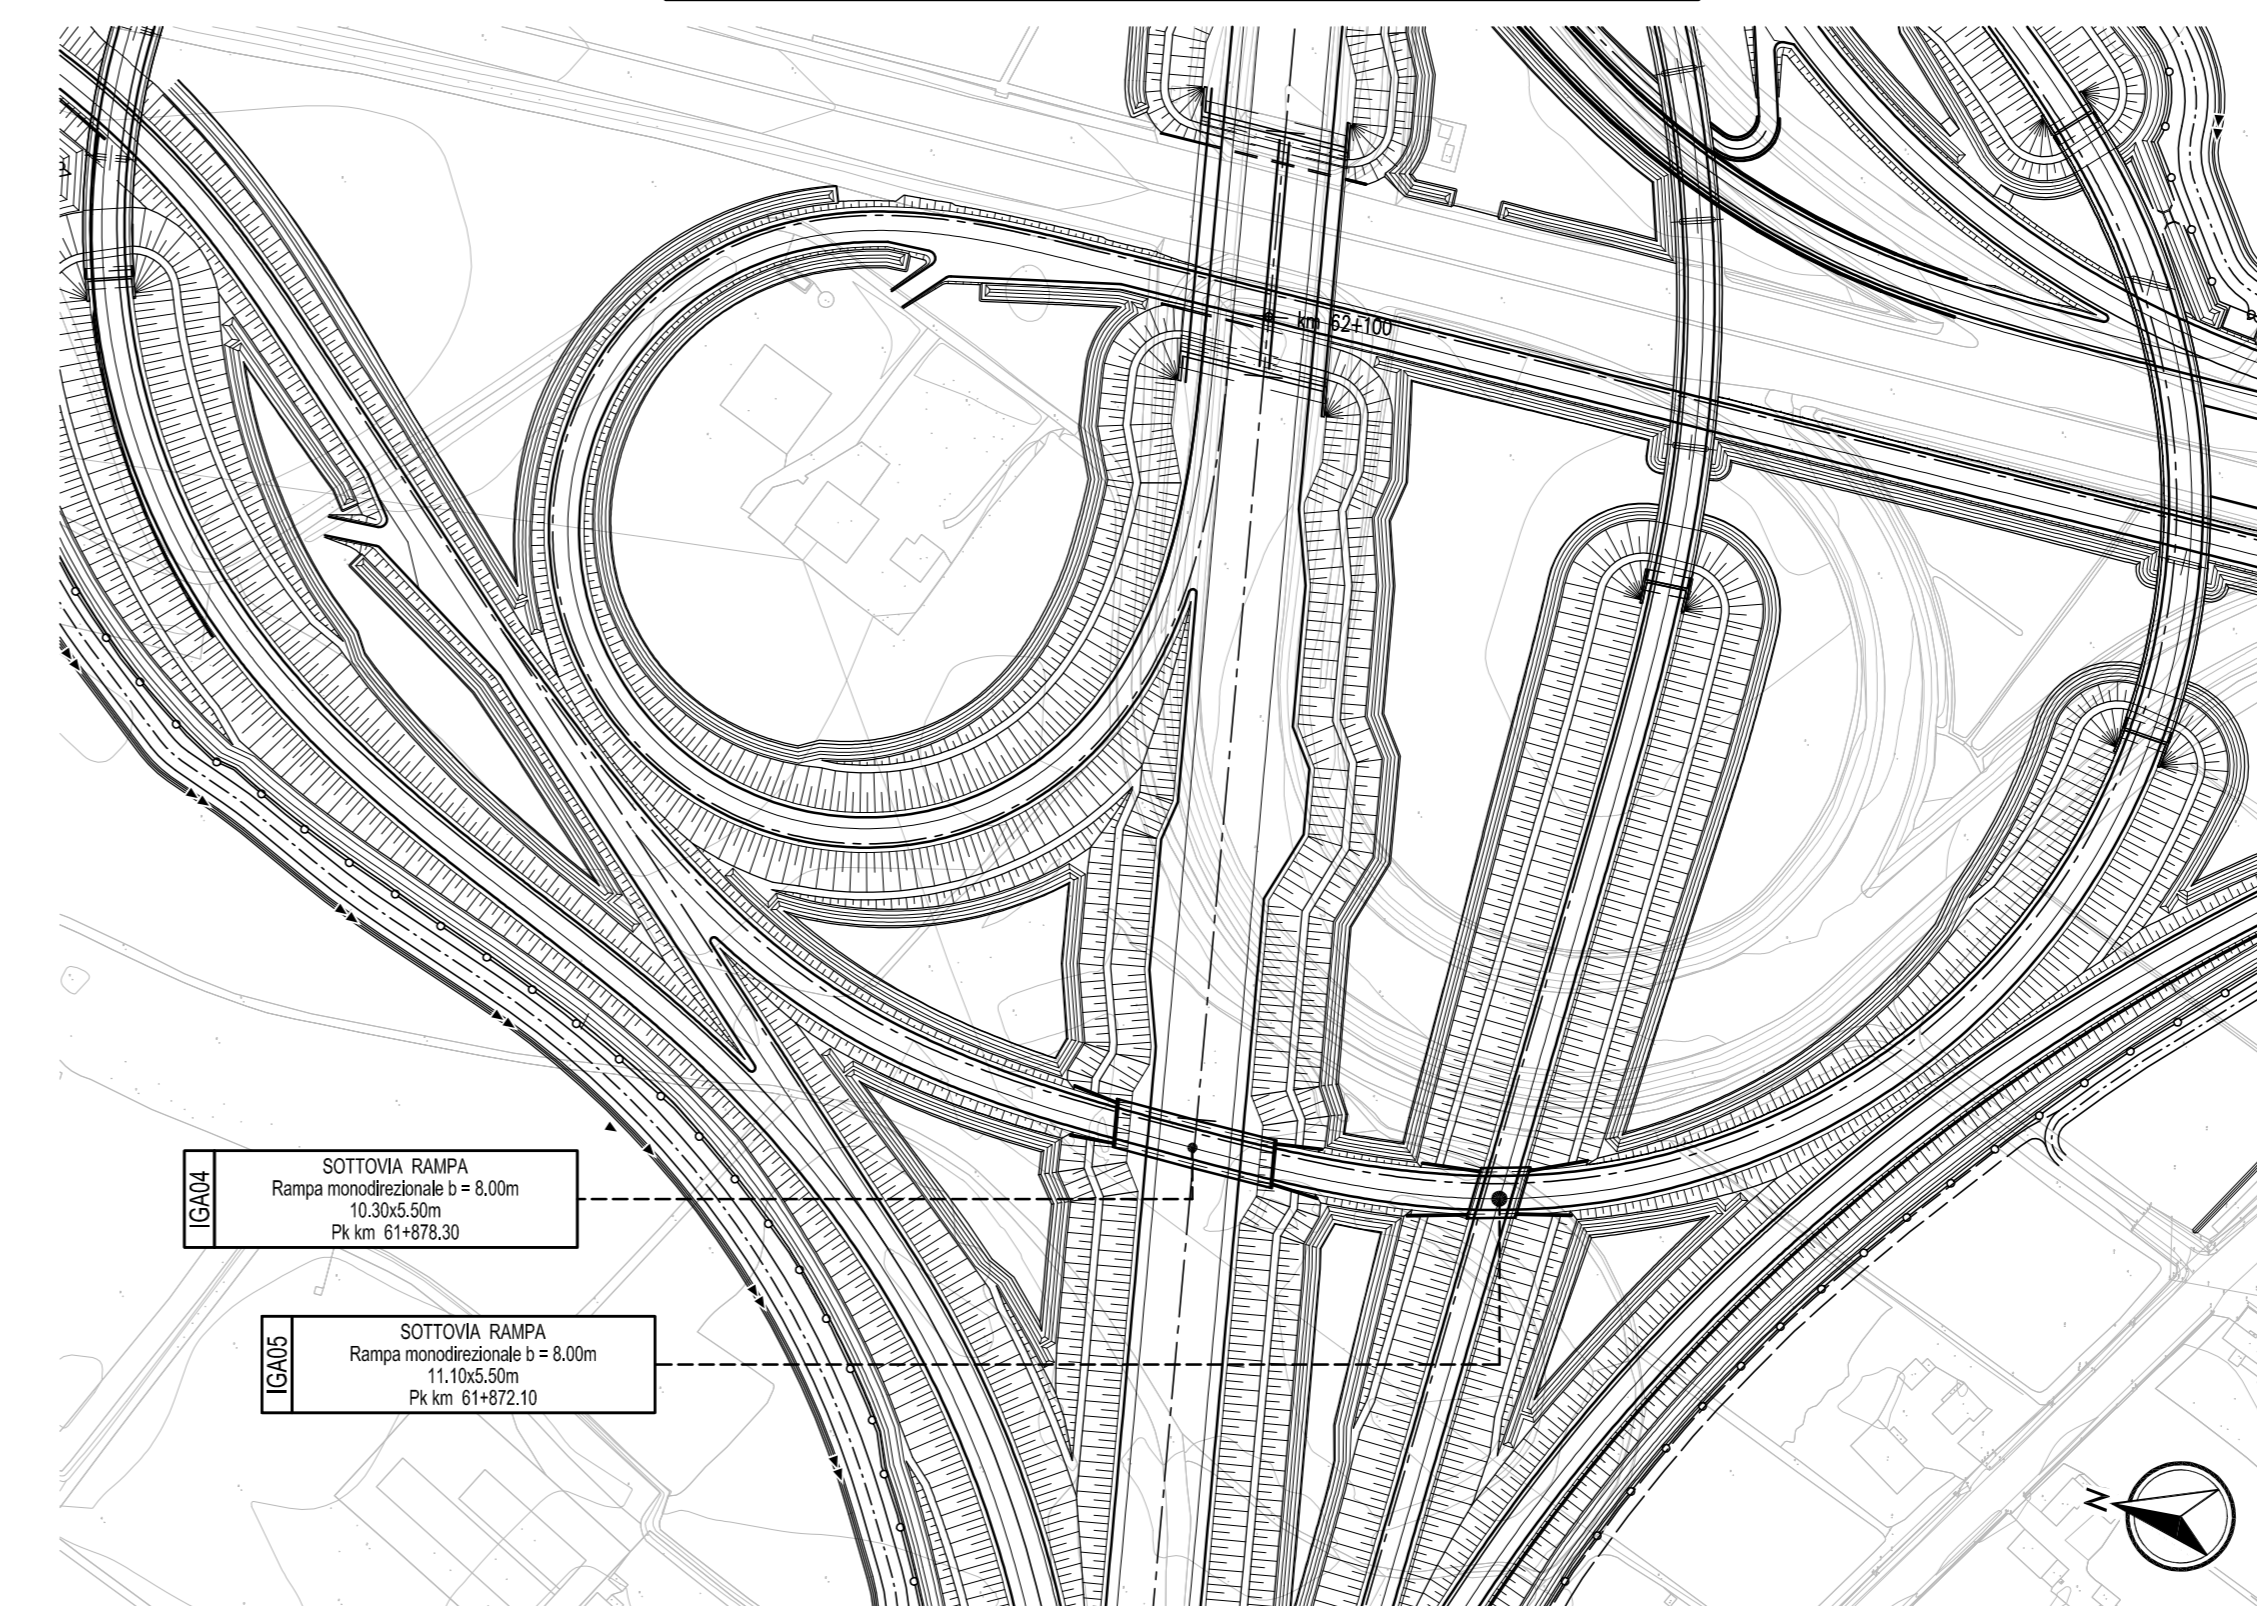 km 62+100
IGA04
SOTTOVIA RAMPA
Rampa monodirezionale b = 8.00m
10.30x5.50m
Pk km 61+878.30
IGA05
SOTTOVIA RAMPA
Rampa monodirezionale b = 8.00m
11.10x5.50m
Pk km 61+872.10
N